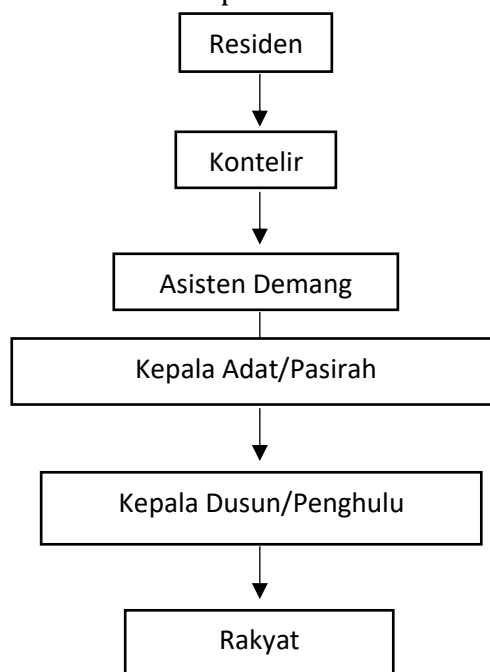 Residen
Kontelir
Asisten Demang
Kepala Adat/Pasirah
Kepala Dusun/Penghulu
Rakyat